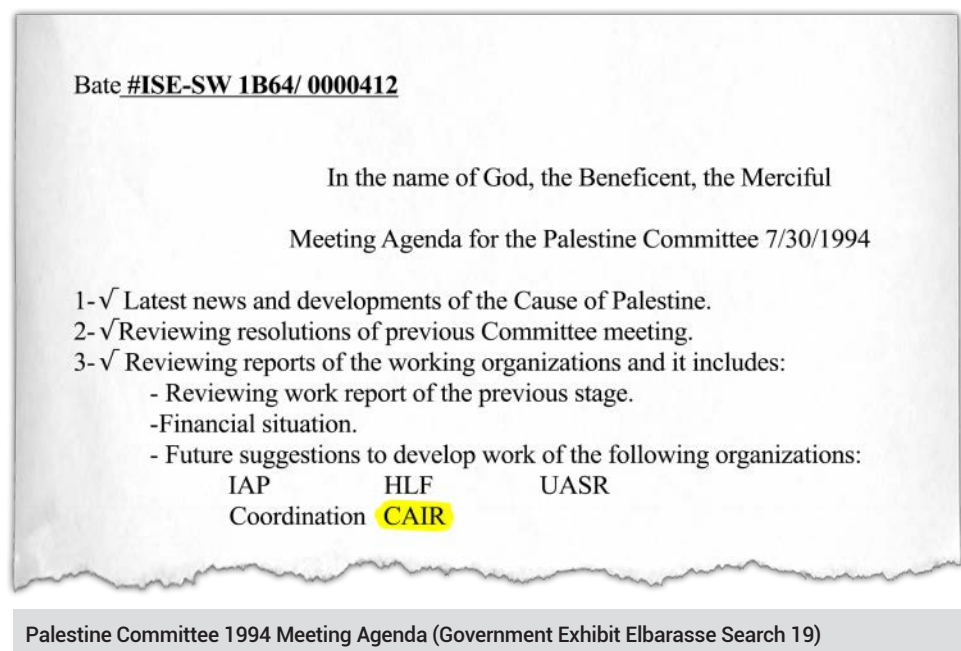 Bate #ISE-SW 1B64/ 0000412
In the name of God, the Beneficent, the Merciful
Meeting Agenda for the Palestine Committee 7/30/1994
1-√ Latest news and developments of the Cause of Palestine.
2- √Reviewing resolutions of previous Committee meeting.
3-√ Reviewing reports of the working organizations and it includes:
- Reviewing work report of the previous stage.
-Financial situation.
- Future suggestions to develop work of the following organizations:
IAP HLF UASR
Coordination CAIR
Palestine Committee 1994 Meeting Agenda (Government Exhibit Elbarasse Search 19)